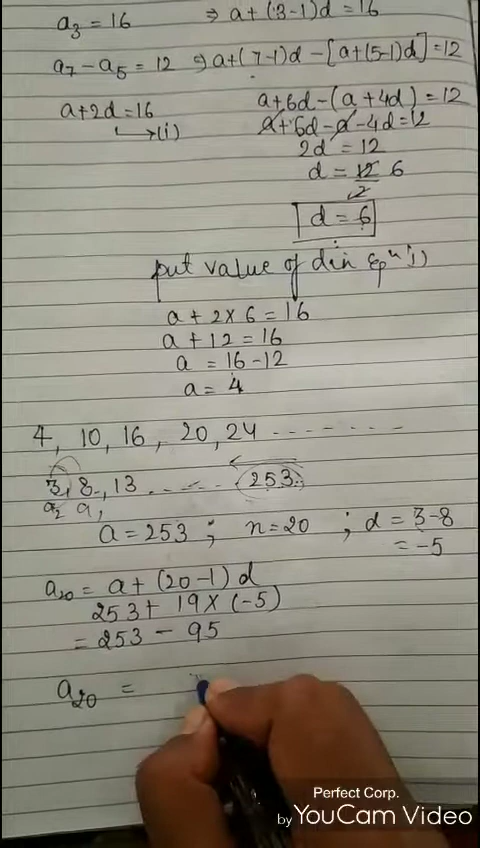 a₃ = 16 ⇒ a + (3-1)d = 16
a₇ - a₅ = 12 ⇒ a + (7-1)d - [a + (5-1)d] = 12
a + 2d = 16 a + 6d - (a + 4d) = 12
→ (i) a + 6d - a - 4d = 12
2d = 12
d = 12 6
2
d = 6
put value of d in Eqⁿ i)
a + 2 × 6 = 16
a + 12 = 16
a = 16 - 12
a = 4
4, 10, 16, 20, 24 -------
3, 8, 13 ..... 253.
a₂ a,
a = 253 ; n = 20 ; d = 3-8
= -5
a₂₀ = a + (20-1) d
253 + 19 × (-5)
= 253 - 95
a₂₀ =
Perfect Corp.
by YouCam Video